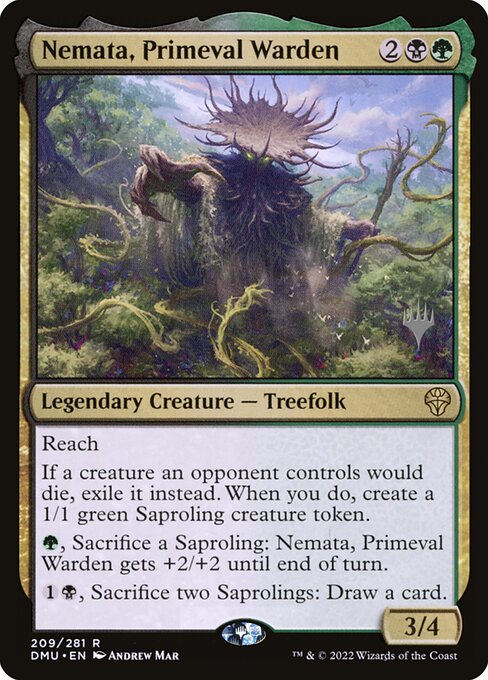 Nemata, Primeval Warden 2
Legendary Creature — Treefolk
Reach
If a creature an opponent controls would
die, exile it instead. When you do, create a
1/1 green Saproling creature token.
, Sacrifice a Saproling: Nemata, Primeval
Warden gets +2/+2 until end of turn.
1 , Sacrifice two Saprolings: Draw a card.
3/4
209/281 R
DMU • EN Andrew Mar
™ & © 2022 Wizards of the Coast